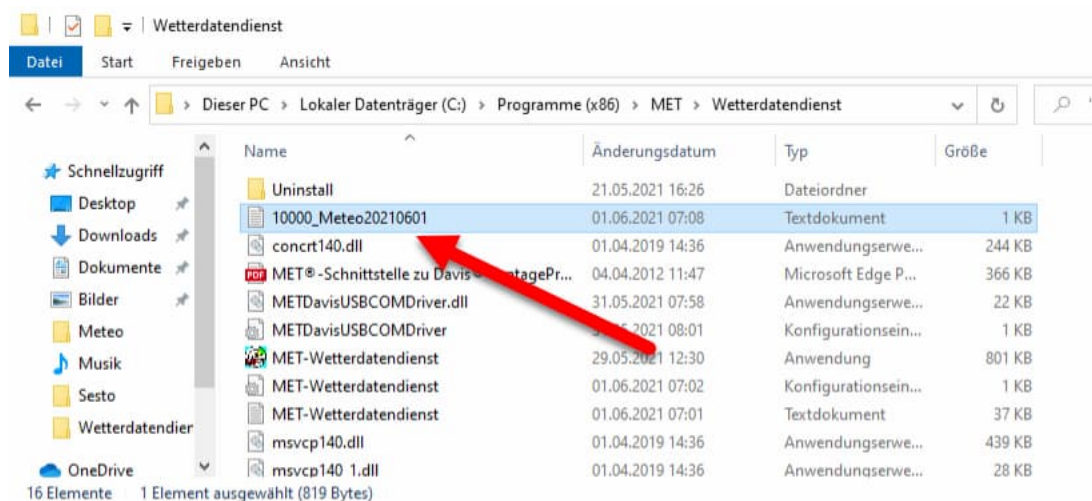 Wetterdatendienst
Datei Start Freigeben Ansicht
Dieser PC > Lokaler Datenträger (C:) > Programme (x86) > MET > Wetterdatendienst
Name Änderungsdatum Typ Größe
Schnellzugriff
Desktop
Downloads
Dokumente
Bilder
Meteo
Musik
Sesto
Wetterdatendier
OneDrive
Uninstall 21.05.2021 16:26 Dateiordner
10000_Meteo20210601 01.06.2021 07:08 Textdokument 1 KB
concrt140.dll 01.04.2019 14:36 Anwendungserwe... 244 KB
MET®-Schnittstelle zu Davis ntagePr... 04.04.2012 11:47 Microsoft Edge P... 366 KB
METDavisUSBCOMDriver.dll 31.05.2021 07:58 Anwendungserwe... 22 KB
METDavisUSBCOMDriver 2021 08:01 Konfigurationsein... 1 KB
MET-Wetterdatendienst 29.05.2021 12:30 Anwendung 801 KB
MET-Wetterdatendienst 01.06.2021 07:02 Konfigurationsein... 1 KB
MET-Wetterdatendienst 01.06.2021 07:01 Textdokument 37 KB
msvcp140.dll 01.04.2019 14:36 Anwendungserwe... 439 KB
msvcp140_1.dll 01.04.2019 14:36 Anwendungserwe... 28 KB
16 Elemente 1 Element ausgewählt (819 Bytes)